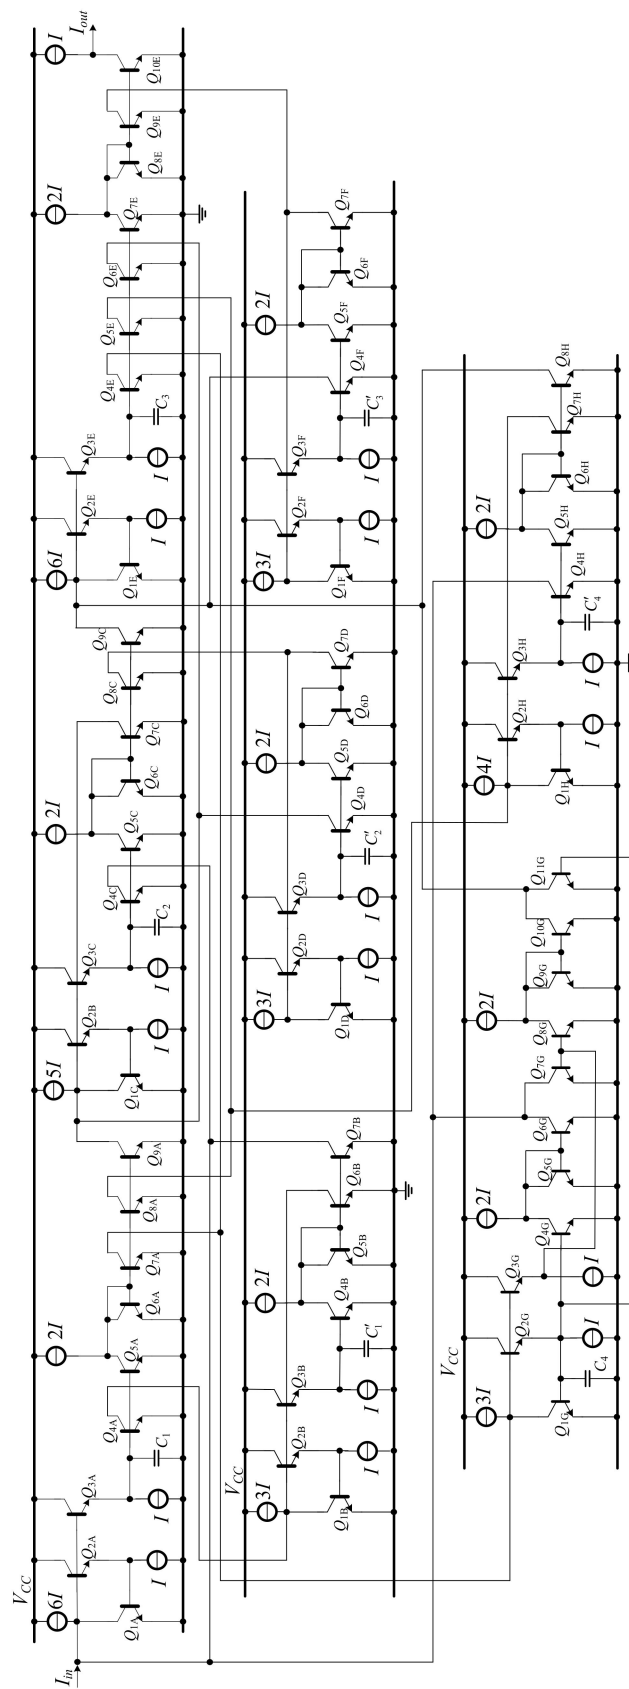 I_out
I
Q_10E
Q_9E
Q_8E
2I
Q_7E
Q_6E
Q_5E
Q_4E
C_3
Q_3E
I
Q_2E
I
6I
Q_1E
Q_9C
Q_8C
Q_7C
Q_6C
2I
Q_5C
Q_4C
C_2
Q_3C
I
Q_2B
I
5I
Q_1C
Q_9A
Q_8A
Q_7A
Q_6A
2I
Q_5A
Q_4A
C_1
Q_3A
I
Q_2A
I
6I
Q_1A
V_CC
I_in
Q_7F
Q_6F
2I
Q_5F
Q_4F
C'_3
Q_3F
I
Q_2F
I
3I
Q_1F
Q_7D
Q_6D
2I
Q_5D
Q_4D
C'_2
Q_3D
I
Q_2D
I
3I
Q_1D
Q_7B
Q_6B
Q_5B
2I
Q_4B
C'_1
Q_3B
I
Q_2B
I
3I
Q_1B
V_CC
Q_8H
Q_7H
Q_6H
2I
Q_5H
Q_4H
C'_4
Q_3H
I
Q_2H
I
4I
Q_1H
Q_11G
Q_10G
Q_9G
2I
Q_8G
Q_7G
Q_6G
Q_5G
2I
Q_4G
Q_3G
I
Q_2G
I
C_4
3I
Q_1G
V_CC